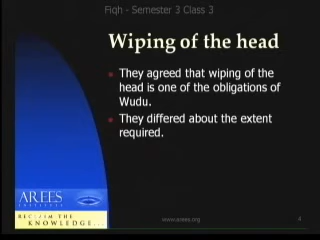 Fiqh - Semester 3 Class 3
Wiping of the head
They agreed that wiping of the
head is one of the obligations of
Wudu.
They differed about the extent
required.
AREES
INSTITUTE
THE
KNOWLEDGE...
www.arees.org
4